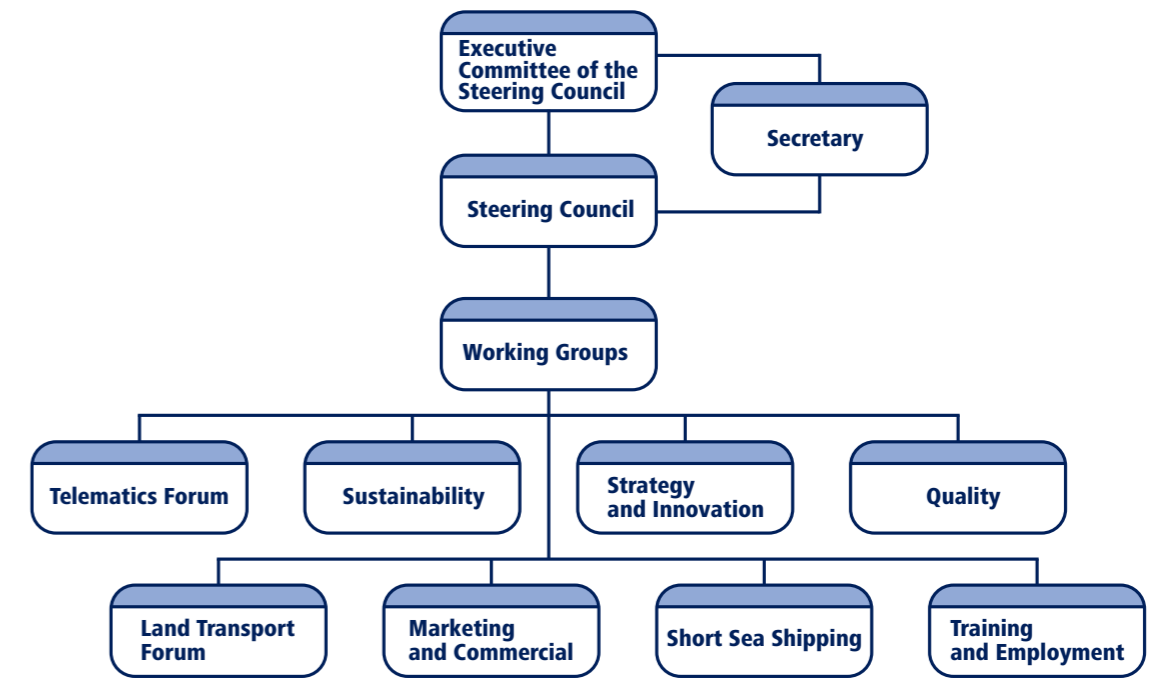 Executive
Committee of the
Steering Council
Secretary
Steering Council
Working Groups
Telematics Forum
Sustainability
Strategy
and Innovation
Quality
Land Transport
Forum
Marketing
and Commercial
Short Sea Shipping
Training
and Employment